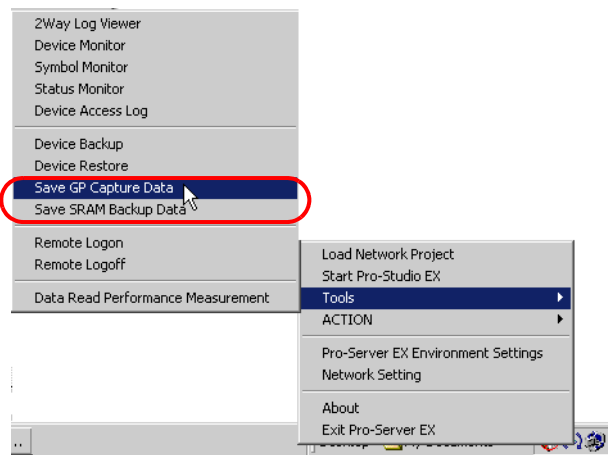 2Way Log Viewer
Device Monitor
Symbol Monitor
Status Monitor
Device Access Log
Device Backup
Device Restore
Save GP Capture Data
Save SRAM Backup Data
Remote Logon
Remote Logoff
Data Read Performance Measurement
Load Network Project
Start Pro-Studio EX
Tools
ACTION
Pro-Server EX Environment Settings
Network Setting
About
Exit Pro-Server EX
..